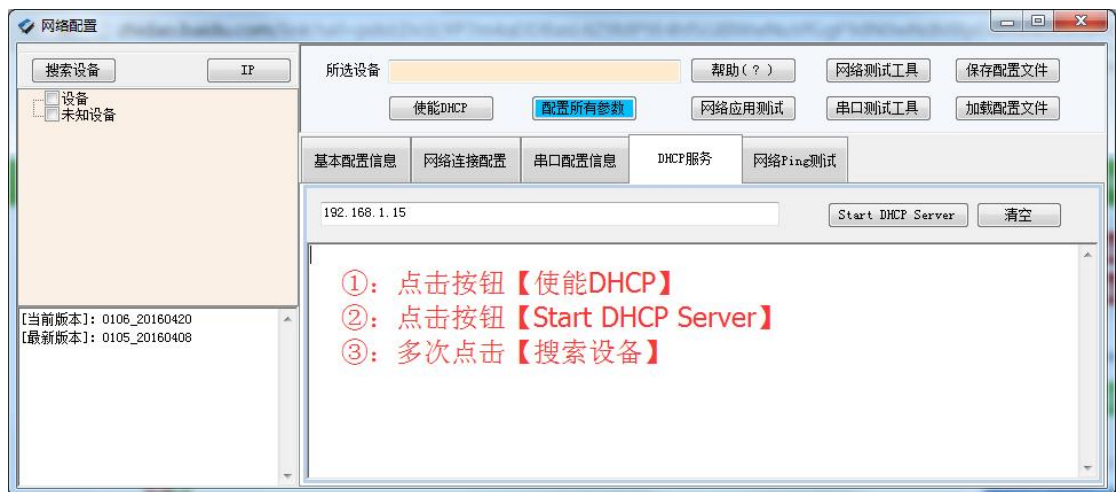 网络配置
搜索设备
IP
设备
未知设备
[当前版本]: 0106_20160420
[最新版本]: 0105_20160408
所选设备
帮助(?)
网络测试工具
保存配置文件
使能DHCP
配置所有参数
网络应用测试
串口测试工具
加载配置文件
基本配置信息
网络连接配置
串口配置信息
DHCP服务
网络Ping测试
192.168.1.15
Start DHCP Server
清空
①：点击按钮【使能DHCP】
②：点击按钮【Start DHCP Server】
③：多次点击【搜索设备】